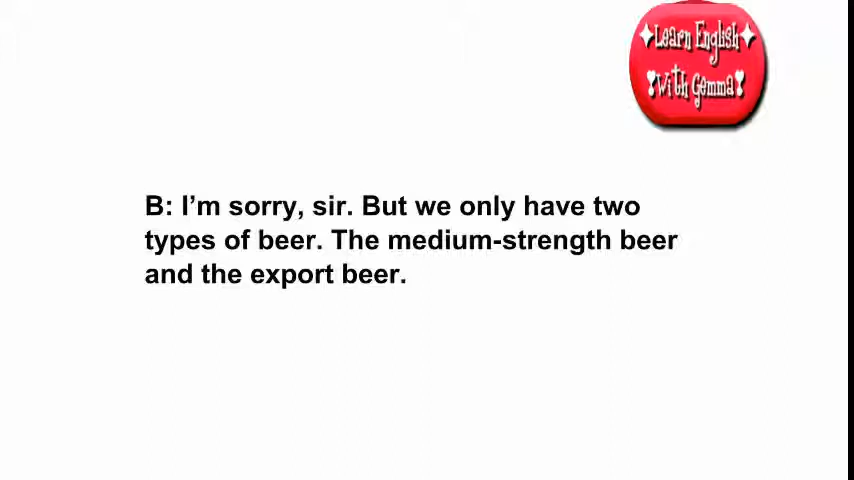 Learn English
With Gemma
B: I’m sorry, sir. But we only have two
types of beer. The medium-strength beer
and the export beer.